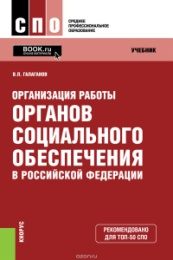 СПО
СРЕДНЕЕ
ПРОФЕССИОНАЛЬНОЕ
ОБРАЗОВАНИЕ
BOOK.ru
УЧЕБНИК
В.П. ГАЛАГАНОВ
ОРГАНИЗАЦИЯ РАБОТЫ
ОРГАНОВ
СОЦИАЛЬНОГО
ОБЕСПЕЧЕНИЯ
В РОССИЙСКОЙ ФЕДЕРАЦИИ
КНОРУС
РЕКОМЕНДОВАНО
ДЛЯ ТОП-50 СПО